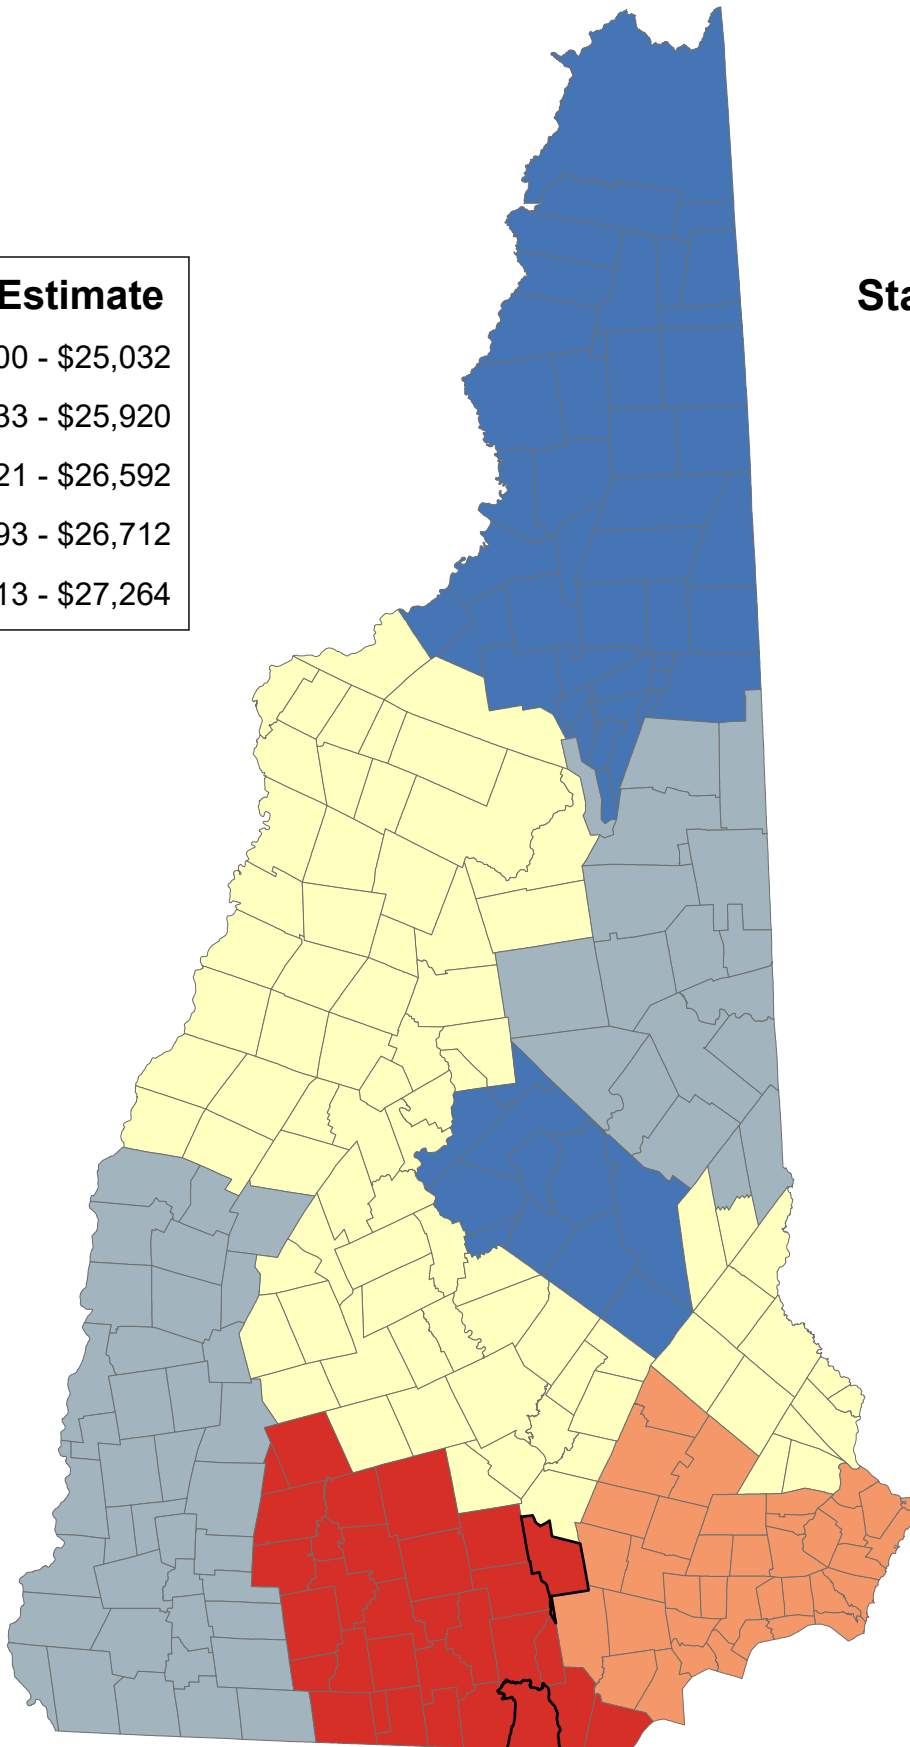 Estimate
00 - $25,032
33 - $25,920
21 - $26,592
93 - $26,712
13 - $27,264
Sta